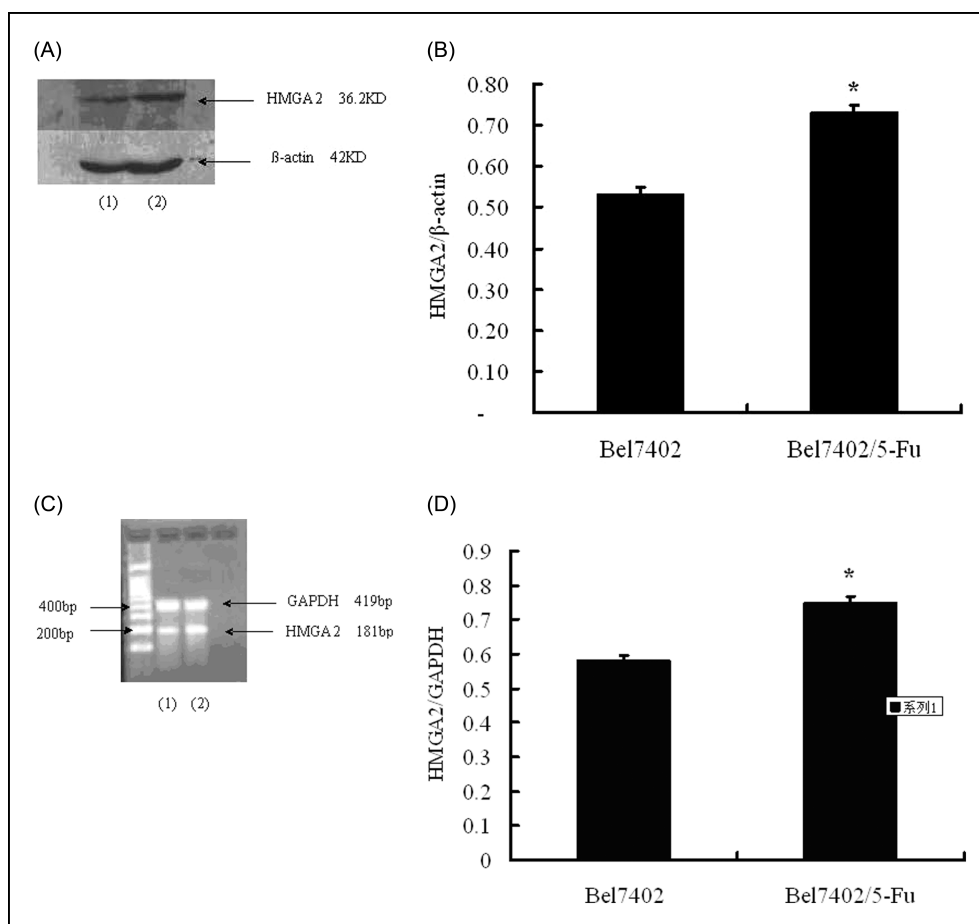 (A)
HMGA2 36.2KD
ß-actin 42KD
(1) (2)
(B)
HMGA2/β-actin
0.80
0.70
0.60
0.50
0.40
0.30
0.20
0.10
-
*
Bel7402 Bel7402/5-Fu
(C)
400bp
200bp
GAPDH 419bp
HMGA2 181bp
(1) (2)
(D)
HMGA2/GAPDH
0.9
0.8
0.7
0.6
0.5
0.4
0.3
0.2
0.1
0
*
系列1
Bel7402 Bel7402/5-Fu